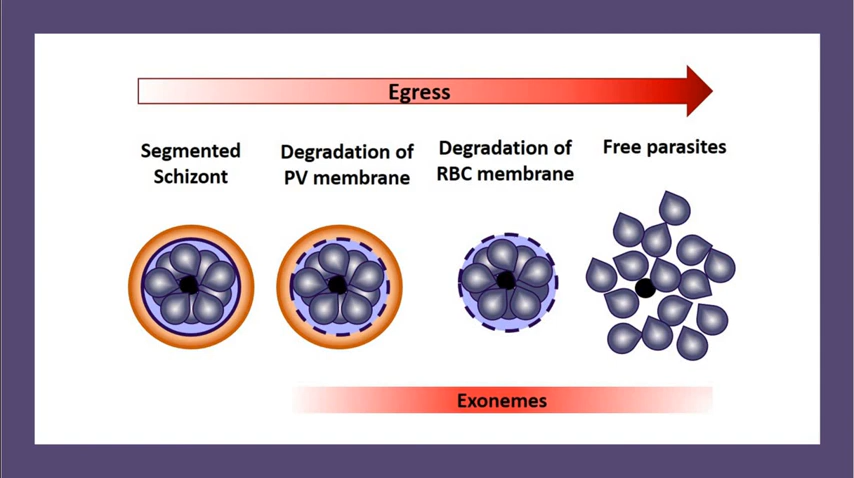 Egress
Segmented
Schizont
Degradation of
PV membrane
Degradation of
RBC membrane
Free parasites
Exonemes